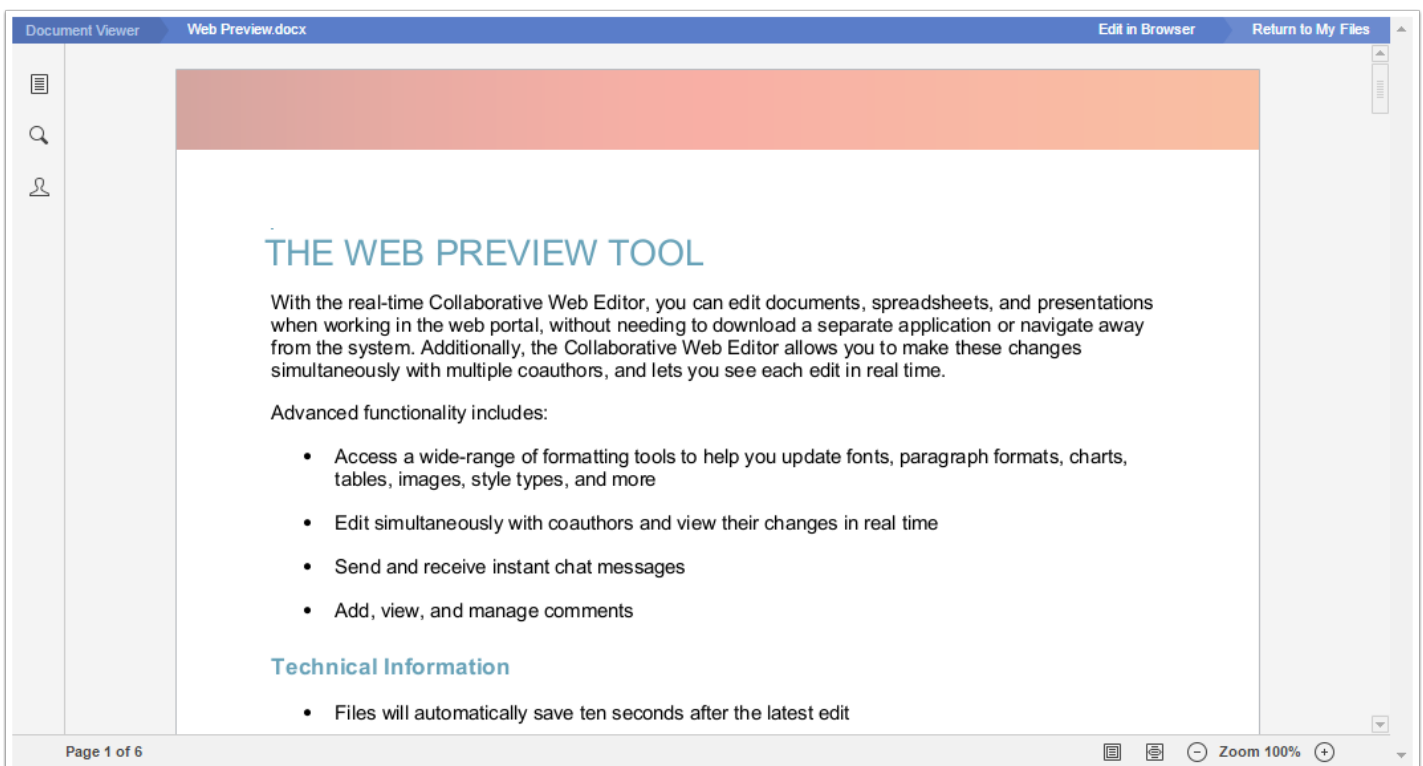 Document Viewer Web Preview.docx Edit in Browser Return to My Files
THE WEB PREVIEW TOOL
With the real-time Collaborative Web Editor, you can edit documents, spreadsheets, and presentations
when working in the web portal, without needing to download a separate application or navigate away
from the system. Additionally, the Collaborative Web Editor allows you to make these changes
simultaneously with multiple coauthors, and lets you see each edit in real time.
Advanced functionality includes:
• Access a wide-range of formatting tools to help you update fonts, paragraph formats, charts,
tables, images, style types, and more
• Edit simultaneously with coauthors and view their changes in real time
• Send and receive instant chat messages
• Add, view, and manage comments
Technical Information
• Files will automatically save ten seconds after the latest edit
Page 1 of 6 Zoom 100%